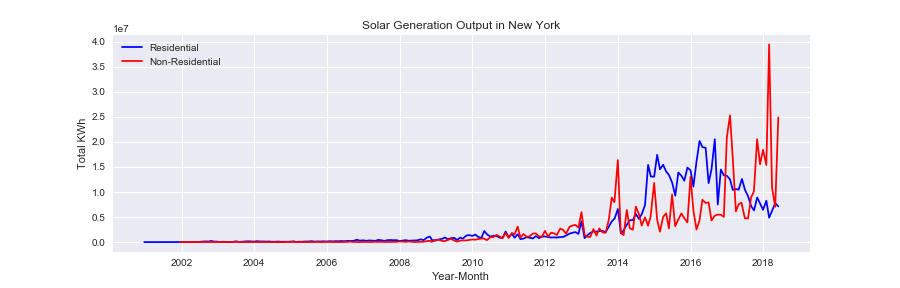 Solar Generation Output in New York
1e7
Residential
Non-Residential
4.0
3.5
3.0
2.5
2.0
1.5
1.0
0.5
0.0
Total KWh
2002 2004 2006 2008 2010 2012 2014 2016 2018
Year-Month